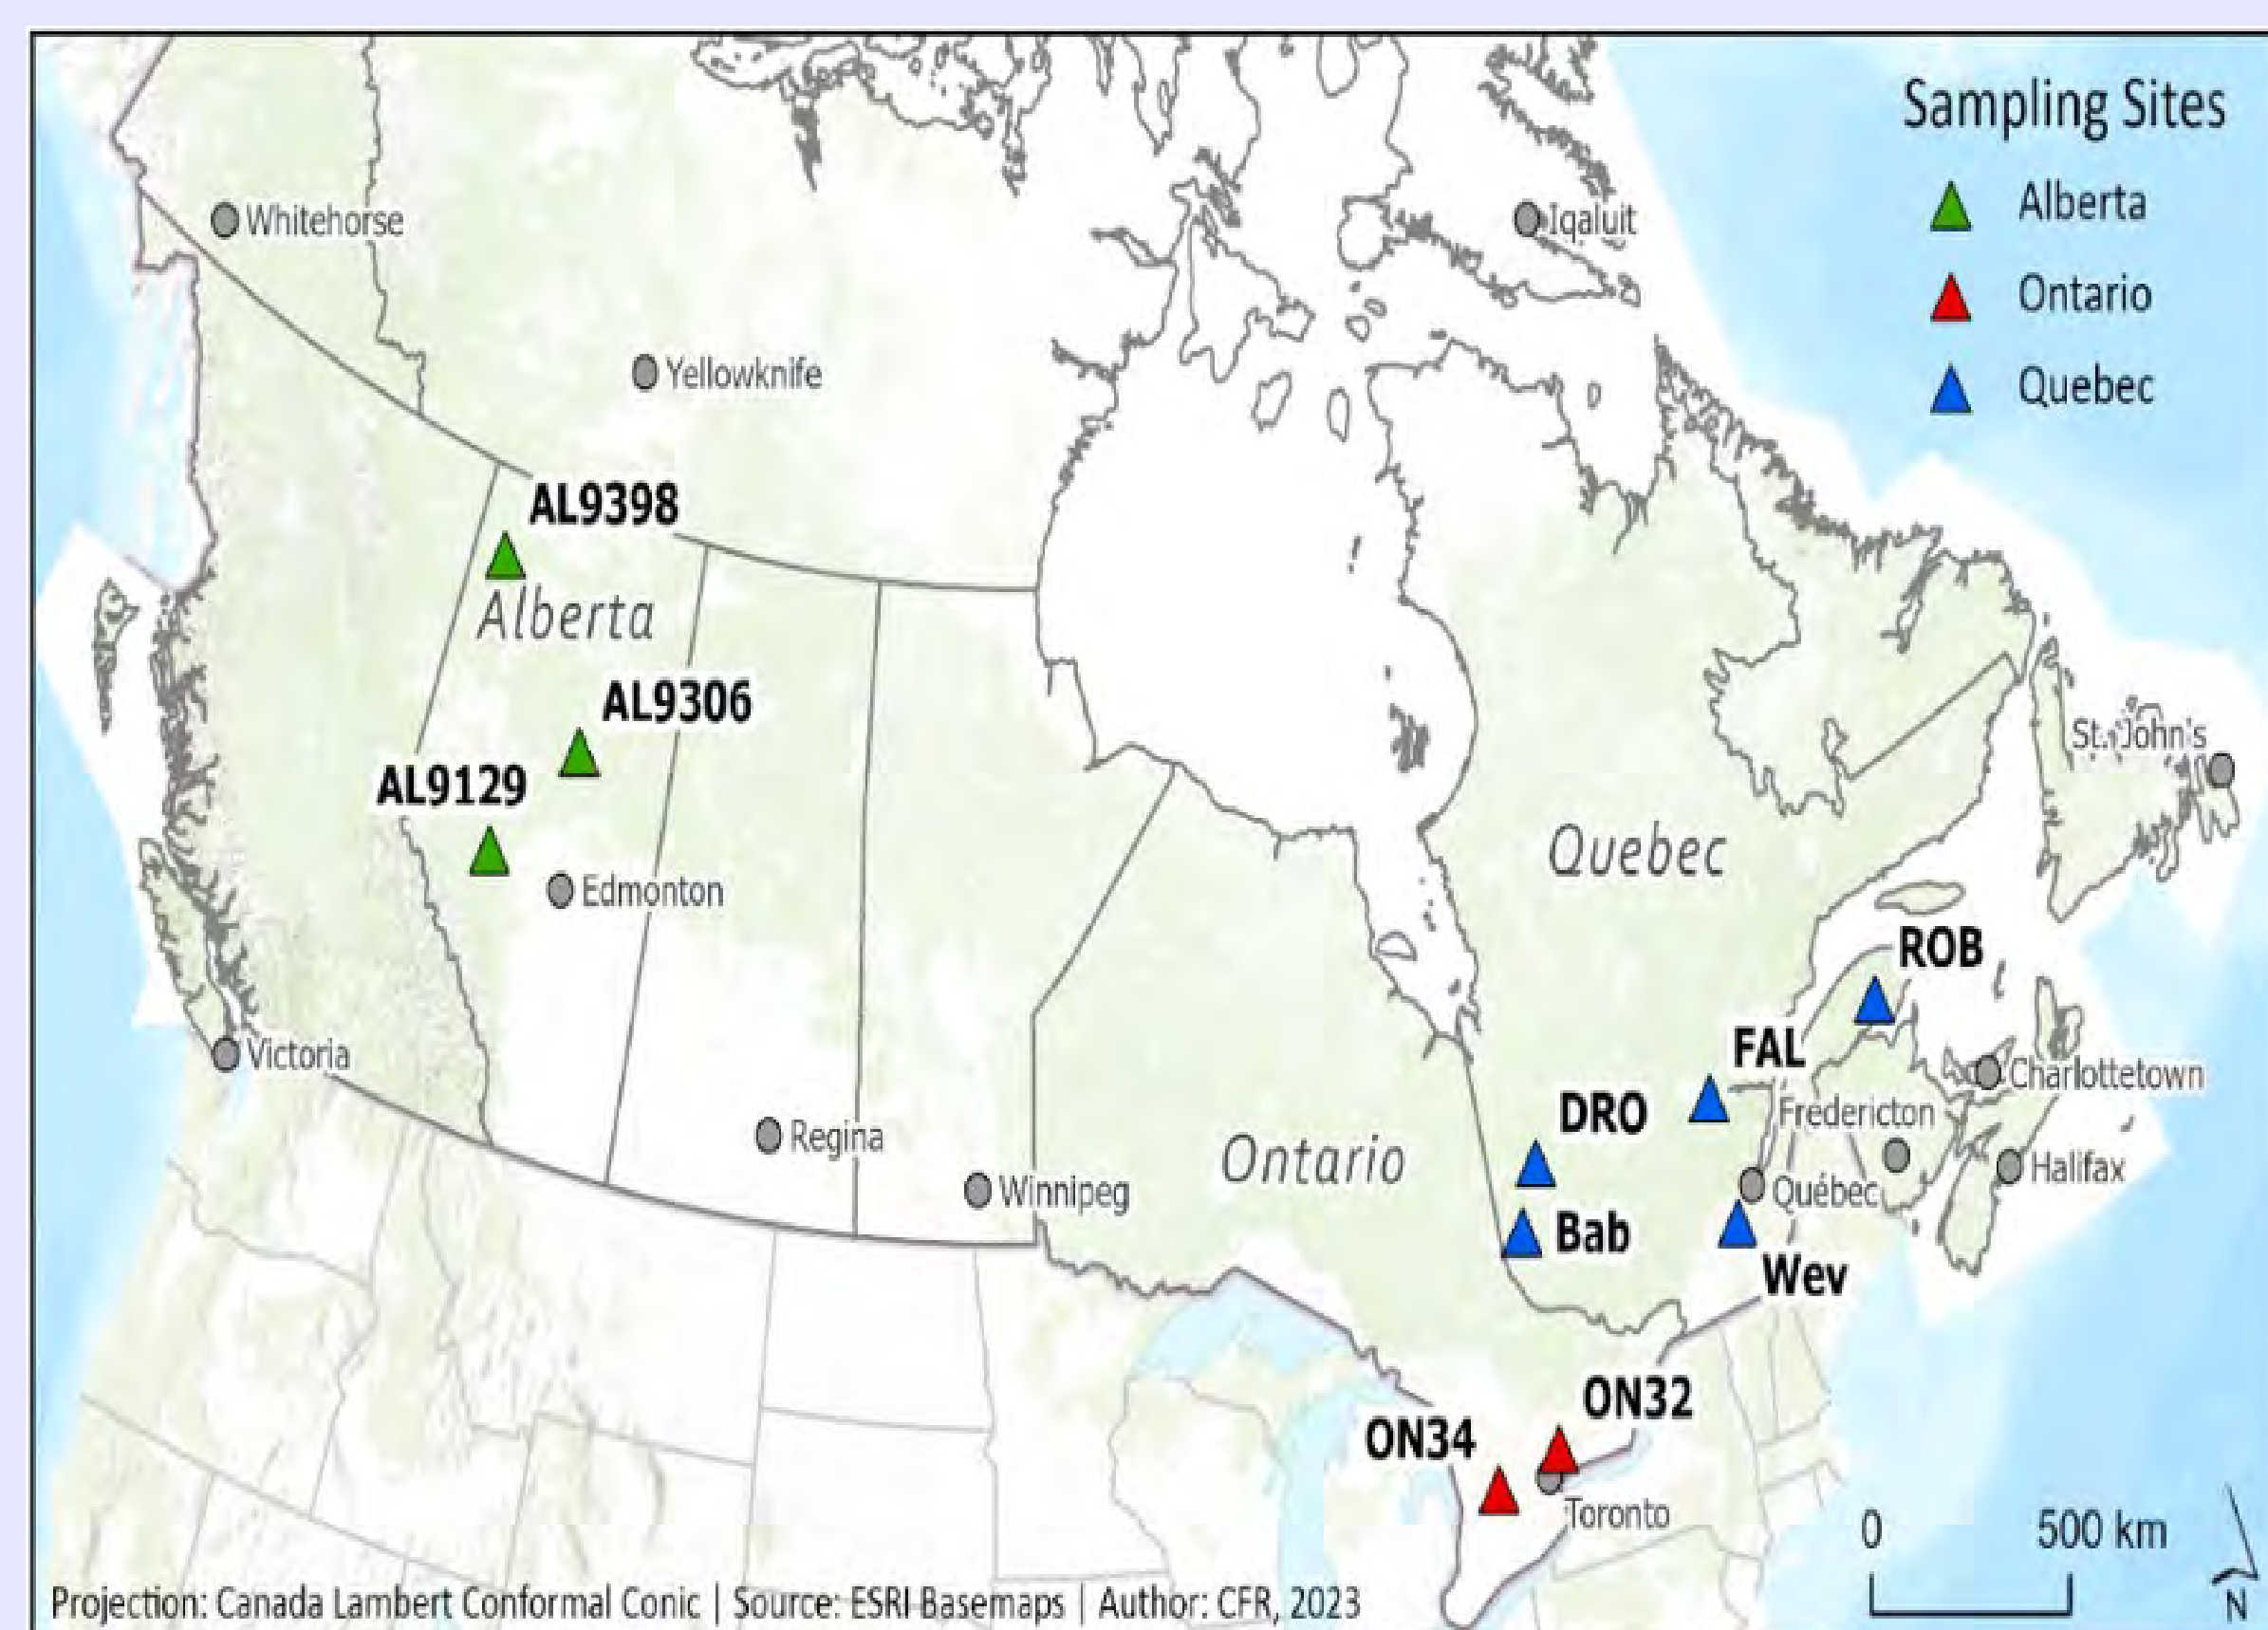 Sampling Sites
Alberta
Ontario
Quebec
Whitehorse
Iqaluit
Yellowknife
AL9398
Alberta
AL9306
AL9129
Edmonton
St. John's
Quebec
ROB
FAL
Victoria
Charlottetown
DRO
Fredericton
Regina
Ontario
Halifax
Winnipeg
Québec
Bab
Wev
ON32
ON34
Toronto
0 500 km
N
Projection: Canada Lambert Conformal Conic | Source: ESRI Basemaps | Author: CFR, 2023